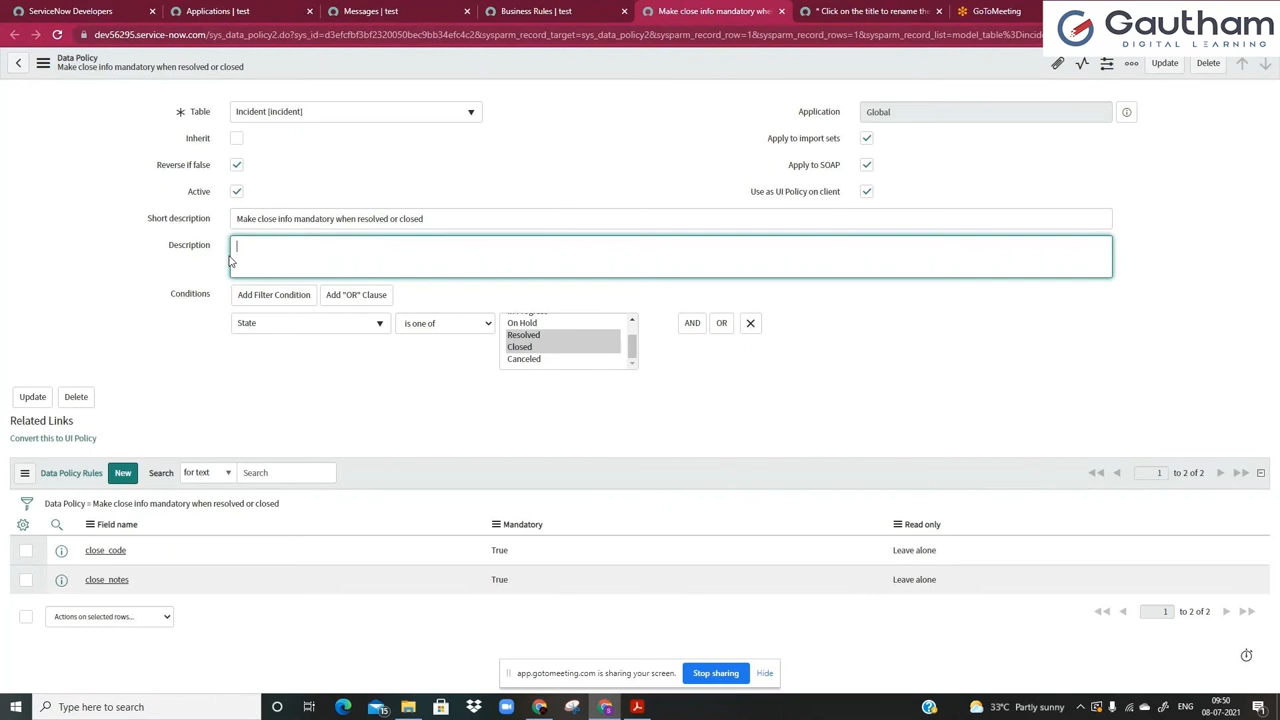 ServiceNow Developers
Applications | test
Messages | test
Business Rules | test
Make close info mandatory when
* Click on the title to rename the
GoToMeeting
Gautham
DIGITAL LEARNING
dev56295.service-now.com/sys_data_policy2.do?sys_id=d3efcfbf3bf2320050bec9bb34efc4c2&sysparm_record_target=sys_data_policy2&sysparm_record_row=1&sysparm_record_rows=1&sysparm_record_list=model_table%3Dincid
Data Policy
Make close info mandatory when resolved or closed
Update
Delete
Table
Incident [incident]
Application
Global
Inherit
Apply to import sets
Reverse if false
Apply to SOAP
Active
Use as UI Policy on client
Short description
Make close info mandatory when resolved or closed
Description
Conditions
Add Filter Condition
Add "OR" Clause
State
is one of
On Hold
Resolved
Closed
Canceled
AND
OR
Update
Delete
Related Links
Convert this to UI Policy
Data Policy Rules
New
Search
for text
Search
1
to 2 of 2
Data Policy = Make close info mandatory when resolved or closed
Field name
Mandatory
Read only
close_code
True
Leave alone
close_notes
True
Leave alone
Actions on selected rows...
1
to 2 of 2
app.gotomeeting.com is sharing your screen.
Stop sharing
Hide
Type here to search
15
33°C Partly sunny
ENG
09:50
08-07-2021